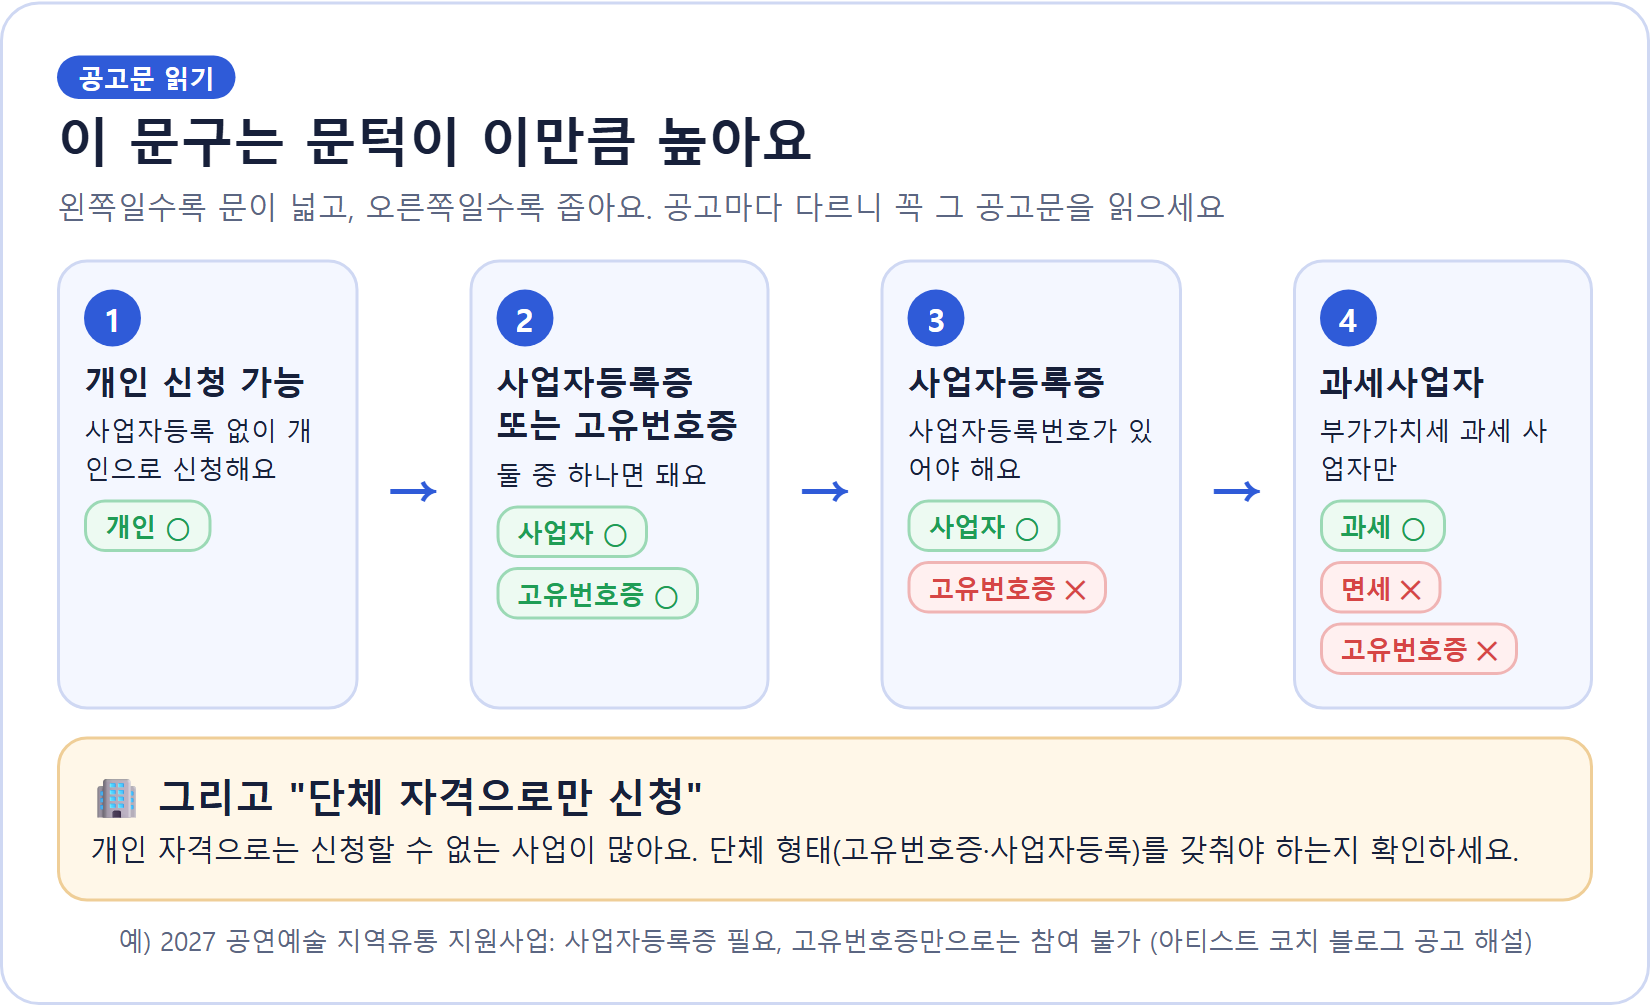 공고문 읽기
이 문구는 문턱이 이만큼 높아요
왼쪽일수록 문이 넓고, 오른쪽일수록 좁아요. 공고마다 다르니 꼭 그 공고문을 읽으세요
1
개인 신청 가능
사업자등록 없이 개
인으로 신청해요
개인 ○
→
2
사업자등록증
또는 고유번호증
둘 중 하나면 돼요
사업자 ○
고유번호증 ○
→
3
사업자등록증
사업자등록번호가 있
어야 해요
사업자 ○
고유번호증 ×
→
4
과세사업자
부가가치세 과세 사
업자만
과세 ○
면세 ×
고유번호증 ×
그리고 "단체 자격으로만 신청"
개인 자격으로는 신청할 수 없는 사업이 많아요. 단체 형태(고유번호증·사업자등록)를 갖춰야 하는지 확인하세요.
예) 2027 공연예술 지역유통 지원사업: 사업자등록증 필요, 고유번호증만으로는 참여 불가 (아티스트 코치 블로그 공고 해설)